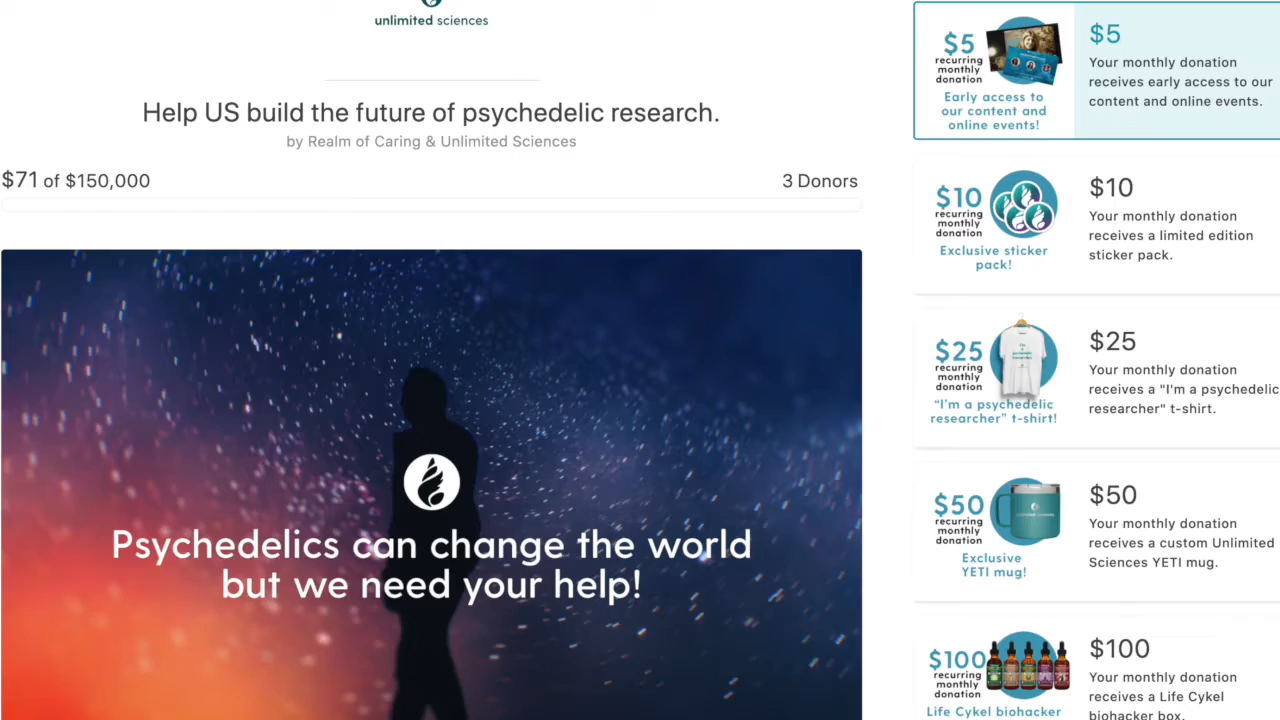 unlimited sciences
Help US build the future of psychedelic research.
by Realm of Caring & Unlimited Sciences
$71 of $150,000
3 Donors
Psychedelics can change the world
but we need your help!
$5
recurring
monthly
donation
Early access to
our content and
online events!
$5
Your monthly donation
receives early access to our
content and online events.
$10
recurring
monthly
donation
Exclusive sticker
pack!
$10
Your monthly donation
receives a limited edition
sticker pack.
$25
recurring
monthly
donation
“I’m a psychedelic
researcher” t-shirt!
$25
Your monthly donation
receives a "I'm a psychedelic
researcher" t-shirt.
$50
recurring
monthly
donation
Exclusive
YETI mug!
$50
Your monthly donation
receives a custom Unlimited
Sciences YETI mug.
$100
recurring
monthly
donation
Life Cykel biohacker
$100
Your monthly donation
receives a Life Cykel
biohacker box.